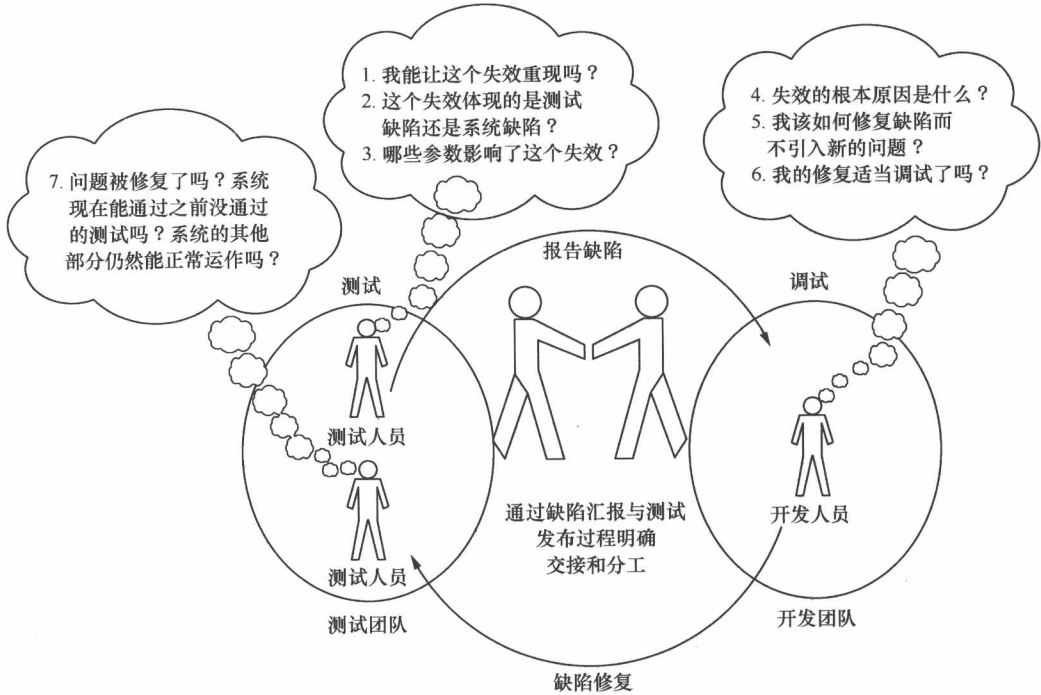 1. 我能让这个失效重现吗？
2. 这个失效体现的是测试
缺陷还是系统缺陷？
3. 哪些参数影响了这个失效？
4. 失效的根本原因是什么？
5. 我该如何修复缺陷而
不引入新的问题？
6. 我的修复适当调试了吗？
7. 问题被修复了吗？系统
现在能通过之前没通过
的测试吗？系统的其他
部分仍然能正常运作吗？
报告缺陷
测试
调试
测试人员
测试人员
测试团队
通过缺陷汇报与测试
发布过程明确
交接和分工
开发人员
开发团队
缺陷修复